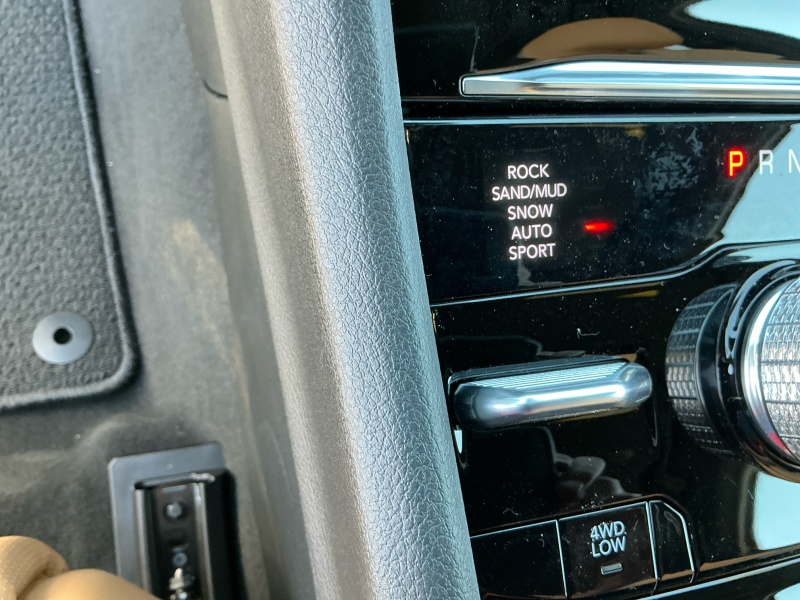 ROCK
SAND/MUD
SNOW
AUTO
SPORT
P R N
4WD
LOW